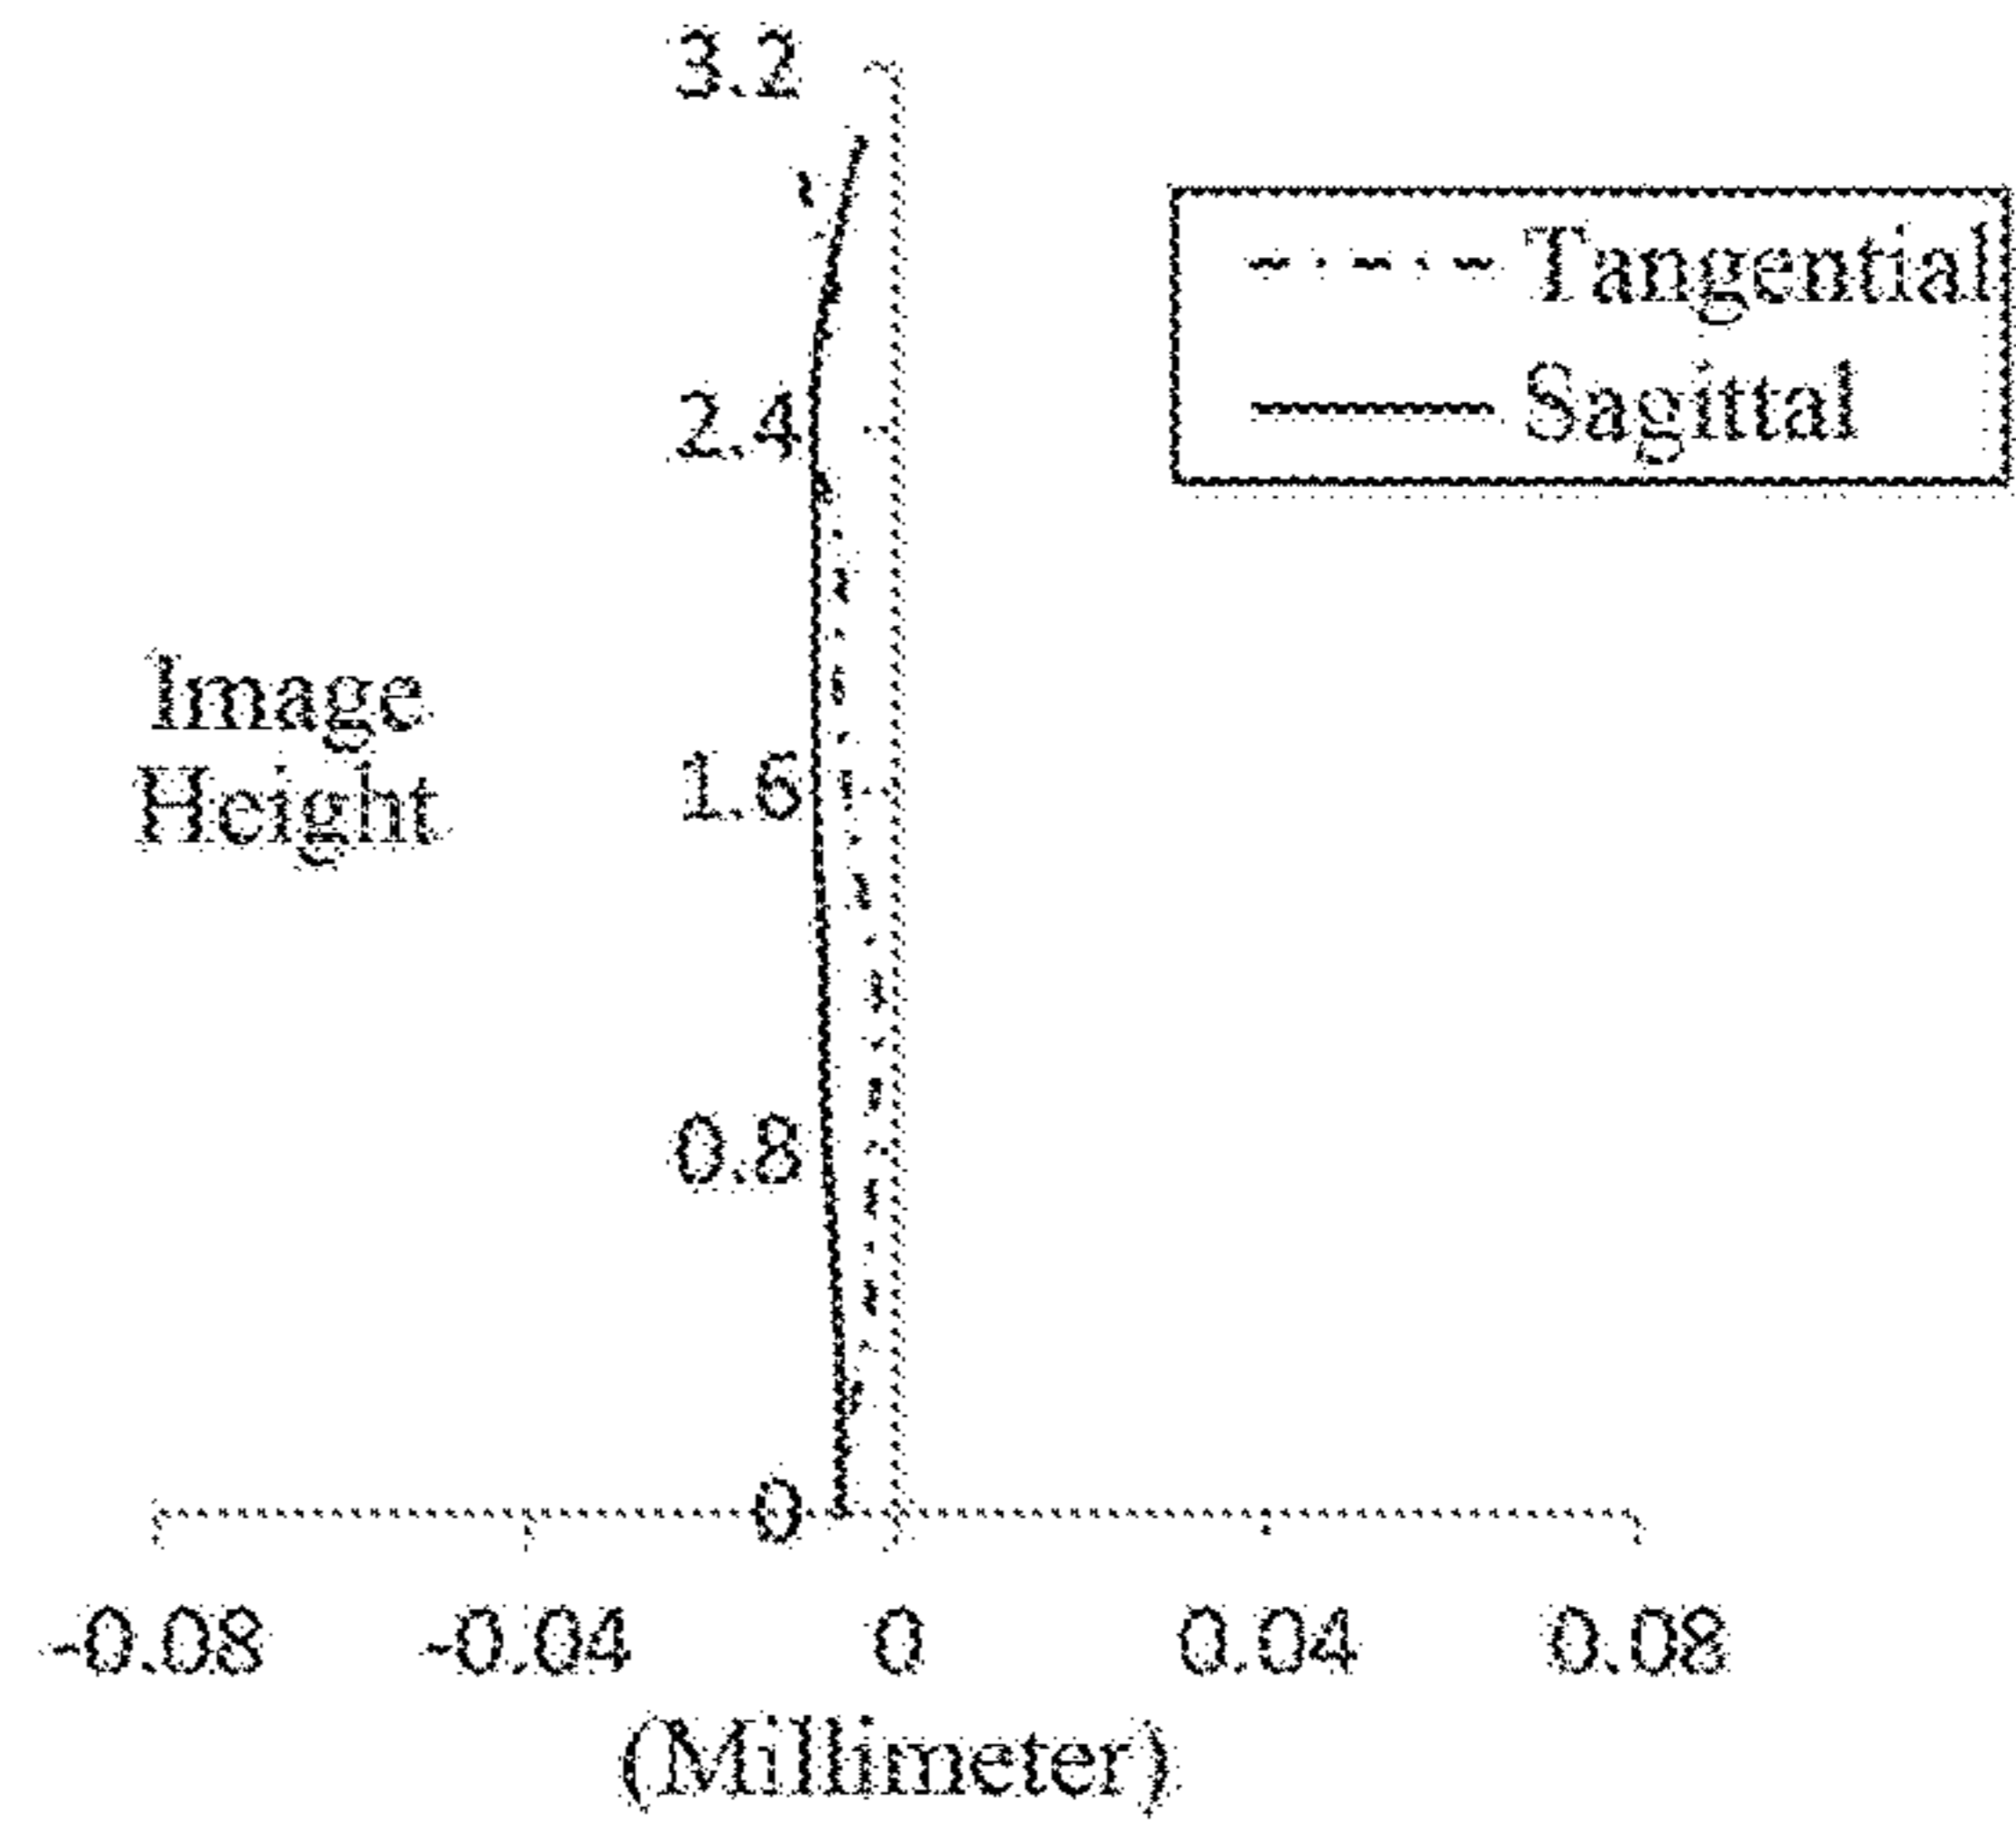 3.2
Tangential
Sagittal
2.4
Image
Height
1.6
0.8
0
-0.08 -0.04 0 0.04 0.08
(Millimeter)